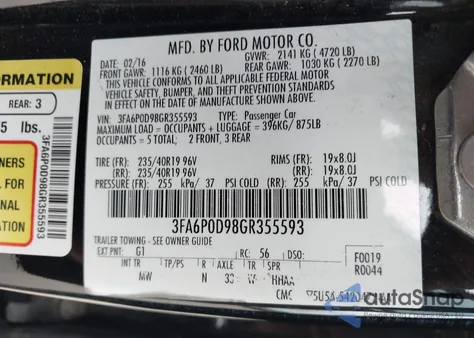 MFD. BY FORD MOTOR CO.
02/16
GVWR: 2141 KG (4720 LB)
FRONT GAWR: 1116 KG (2460 LB)
REAR GAWR: 1030 KG (2270 LB)
THIS VEHICLE CONFORMS TO ALL APPLICABLE FEDERAL MOTOR
VEHICLE SAFETY, BUMPER, AND THEFT PREVENTION STANDARDS
IN EFFECT ON THE DATE OF MANUFACTURE SHOWN ABOVE.
VIN: 3FA6P0D98GR355593 TYPE: Passenger Car
MAXIMUM LOAD = OCCUPANTS + LUGGAGE = 396KG/ 875LB
OCCUPANTS = 5 TOTAL: 2 FRONT, 3 REAR
TIRE (FR): 235/40R19 96V RIMS (FR): 19x8.0J
(RR): 235/40R19 96V (RR): 19x8.0J
PRESSURE (FR): 255 kPa/ 37 PSI COLD (RR): 255 kPa/ 37 PSI COLD
3FA6P0D98GR355593
TRAILER TOWING - SEE OWNER GUIDE
EXT PNT: G1 RC: 56 DSO:
F0019
R0044
INT TR TP/PS R AXLE TR SPR
MW N HHAA
CMC
ORMATION
REAR: 3
5 lbs.
NERS
FOR
NAL
ATION
3FA6P0D98GR355593
autoShap